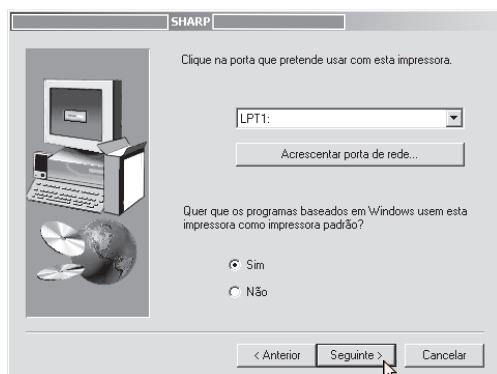 SHARP
Clique na porta que pretende usar com esta impressora.
LPT1:
Acrescentar porta de rede...
Quer que os programas baseados em Windows usem esta
impressora como impressora padrão?
Sim
Não
< Anterior Seguinte > Cancelar